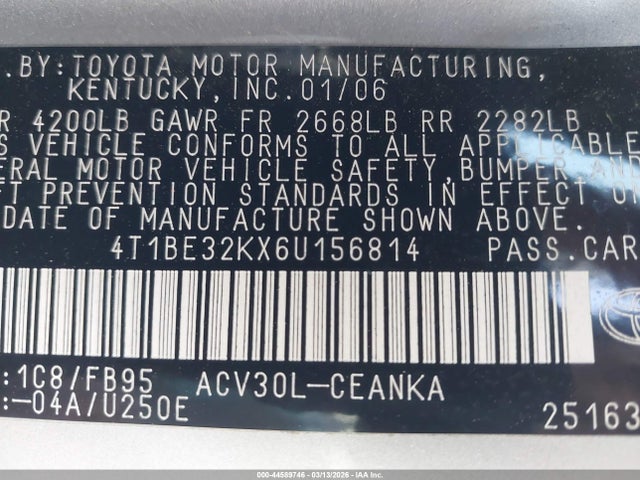 . BY: TOYOTA MOTOR MANUFACTURING,
KENTUCKY, INC. 01/06
R 4200LB GAWR FR 2668LB RR 2282LB
S VEHICLE CONFORMS TO ALL APPLICABLE
ERAL MOTOR VEHICLE SAFETY, BUMPER AND
FT PREVENTION STANDARDS IN EFFECT O
DATE OF MANUFACTURE SHOWN ABOVE.
4T1BE32KX6U156814 PASS.CAR
:1C8/FB95 ACV30L-CEANKA
:-04A/U250E
25163
000-44589746 - 03/13/2026 - IAA Inc.